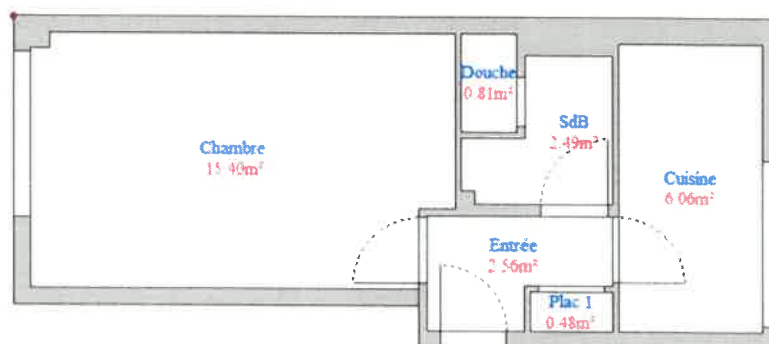 Douche
0.81m²
SdB
2.49m²
Chambre
15.40m²
Cuisine
6.06m²
Entrée
2.56m²
Plac 1
0.48m²